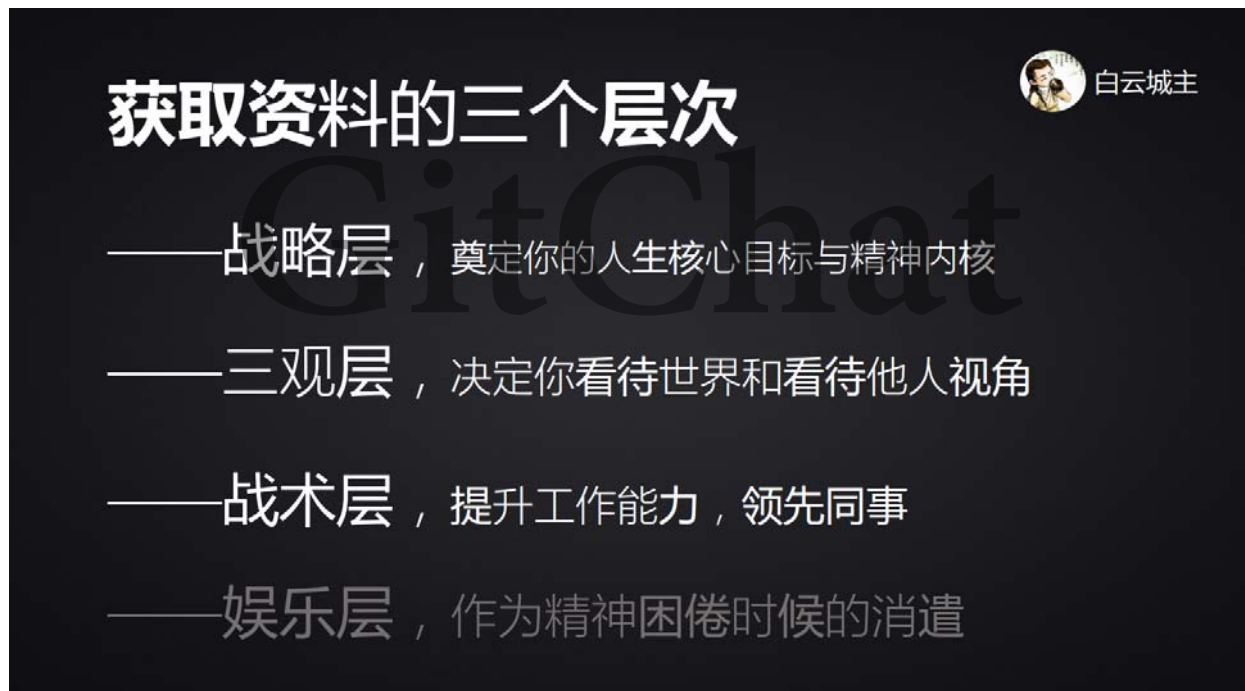 获取资料的三个层次
白云城主
GitChat
——战略层，奠定你的人生核心目标与精神内核
——三观层，决定你看待世界和看待他人视角
——战术层，提升工作能力，领先同事
——娱乐层，作为精神困倦时候的消遣